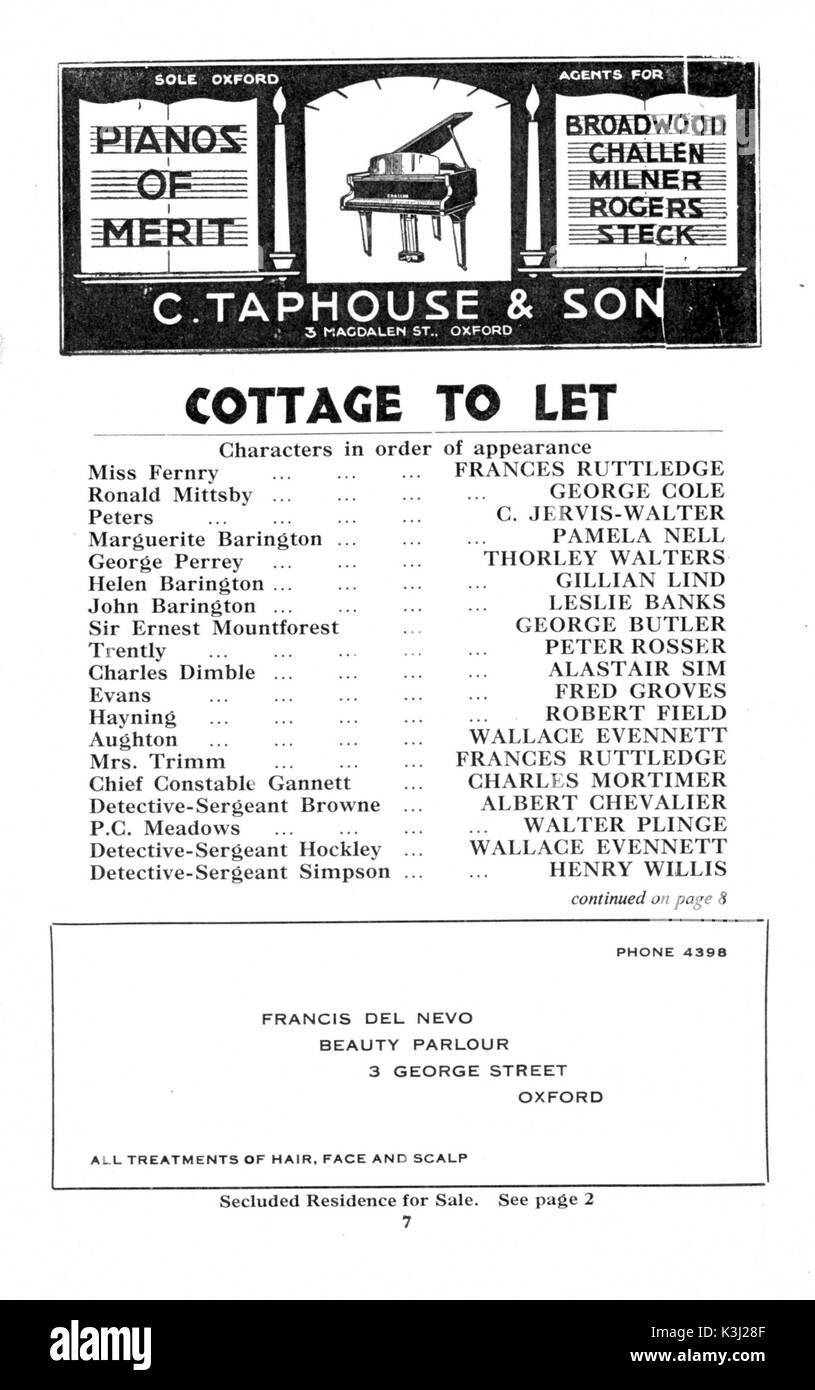 SOLE OXFORD AGENTS FOR
PIANOS
OF
MERIT
CHALLEN
BROADWOOD
CHALLEN
MILNER
ROGERS
STECK
C. TAPHOUSE & SON
3 MAGDALEN ST., OXFORD
COTTAGE TO LET
Characters in order of appearance
Miss Fernry ... ... ... FRANCES RUTTLEDGE
Ronald Mittsby ... ... ... ... GEORGE COLE
Peters ... ... ... ... C. JERVIS-WALTER
Marguerite Barington ... ... ... PAMELA NELL
George Perrey ... ... ... THORLEY WALTERS
Helen Barington ... ... ... ... GILLIAN LIND
John Barington ... ... ... ... LESLIE BANKS
Sir Ernest Mountforest ... GEORGE BUTLER
Trently ... ... ... ... ... PETER ROSSER
Charles Dimble ... ... ... ... ALASTAIR SIM
Evans ... ... ... ... ... FRED GROVES
Hayning ... ... ... ... ... ROBERT FIELD
Aughton ... ... ... ... WALLACE EVENNETT
Mrs. Trimm ... ... ... FRANCES RUTTLEDGE
Chief Constable Gannett ... CHARLES MORTIMER
Detective-Sergeant Browne ... ALBERT CHEVALIER
P.C. Meadows ... ... ... ... WALTER PLINGE
Detective-Sergeant Hockley ... WALLACE EVENNETT
Detective-Sergeant Simpson ... ... HENRY WILLIS
continued on page 8
PHONE 4398
FRANCIS DEL NEVO
BEAUTY PARLOUR
3 GEORGE STREET
OXFORD
ALL TREATMENTS OF HAIR, FACE AND SCALP
Secluded Residence for Sale. See page 2
7
alamy stock photo
K3J28F
www.alamy.com